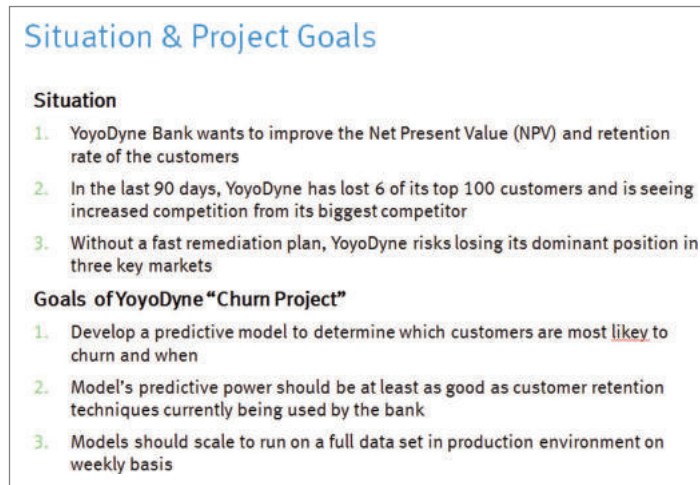 Situation & Project Goals
Situation
1. YoyoDyne Bank wants to improve the Net Present Value (NPV) and retention
rate of the customers
2. In the last 90 days, YoyoDyne has lost 6 of its top 100 customers and is seeing
increased competition from its biggest competitor
3. Without a fast remediation plan, YoyoDyne risks losing its dominant position in
three key markets
Goals of YoyoDyne “Churn Project”
1. Develop a predictive model to determine which customers are most likey to
churn and when
2. Model’s predictive power should be at least as good as customer retention
techniques currently being used by the bank
3. Models should scale to run on a full data set in production environment on
weekly basis